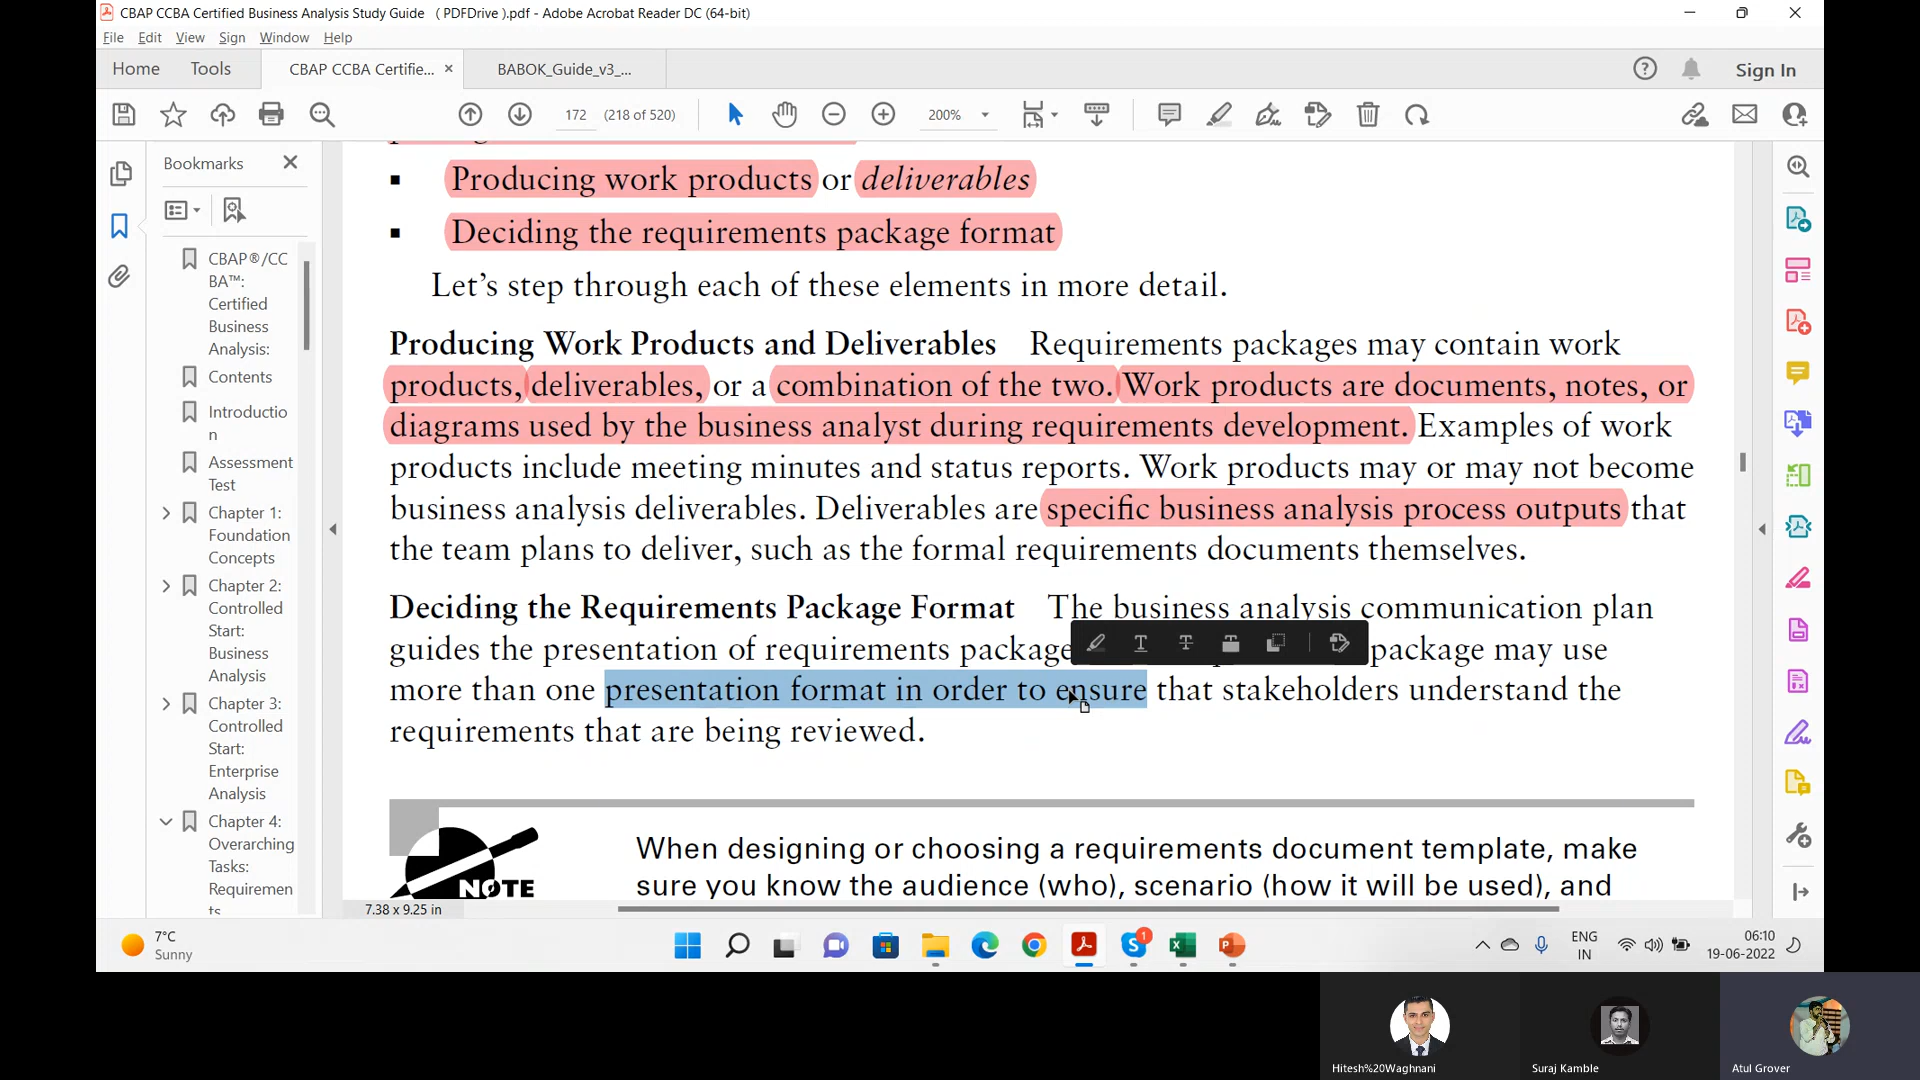 CBAP CCBA Certified Business Analysis Study Guide ( PDFDrive ).pdf - Adobe Acrobat Reader DC (64-bit)
File Edit View Sign Window Help
Home Tools CBAP CCBA Certifie... × BABOK_Guide_v3_... Sign In
172 (218 of 520) 200%
Bookmarks
CBAP®/CC
BA™:
Certified
Business
Analysis:
Contents
Introductio
n
Assessment
Test
Chapter 1:
Foundation
Concepts
Chapter 2:
Controlled
Start:
Business
Analysis
Chapter 3:
Controlled
Start:
Enterprise
Analysis
Chapter 4:
Overarching
Tasks:
Requiremen
ts
▪ Producing work products or deliverables
▪ Deciding the requirements package format
Let's step through each of these elements in more detail.
Producing Work Products and Deliverables Requirements packages may contain work
products, deliverables, or a combination of the two. Work products are documents, notes, or
diagrams used by the business analyst during requirements development. Examples of work
products include meeting minutes and status reports. Work products may or may not become
business analysis deliverables. Deliverables are specific business analysis process outputs that
the team plans to deliver, such as the formal requirements documents themselves.
Deciding the Requirements Package Format The business analysis communication plan
guides the presentation of requirements package package may use
more than one presentation format in order to ensure that stakeholders understand the
requirements that are being reviewed.
NOTE
When designing or choosing a requirements document template, make
sure you know the audience (who), scenario (how it will be used), and
7.38 x 9.25 in
7°C
Sunny
1
ENG
IN
06:10
19-06-2022
Hitesh%20Waghnani
Suraj Kamble
Atul Grover